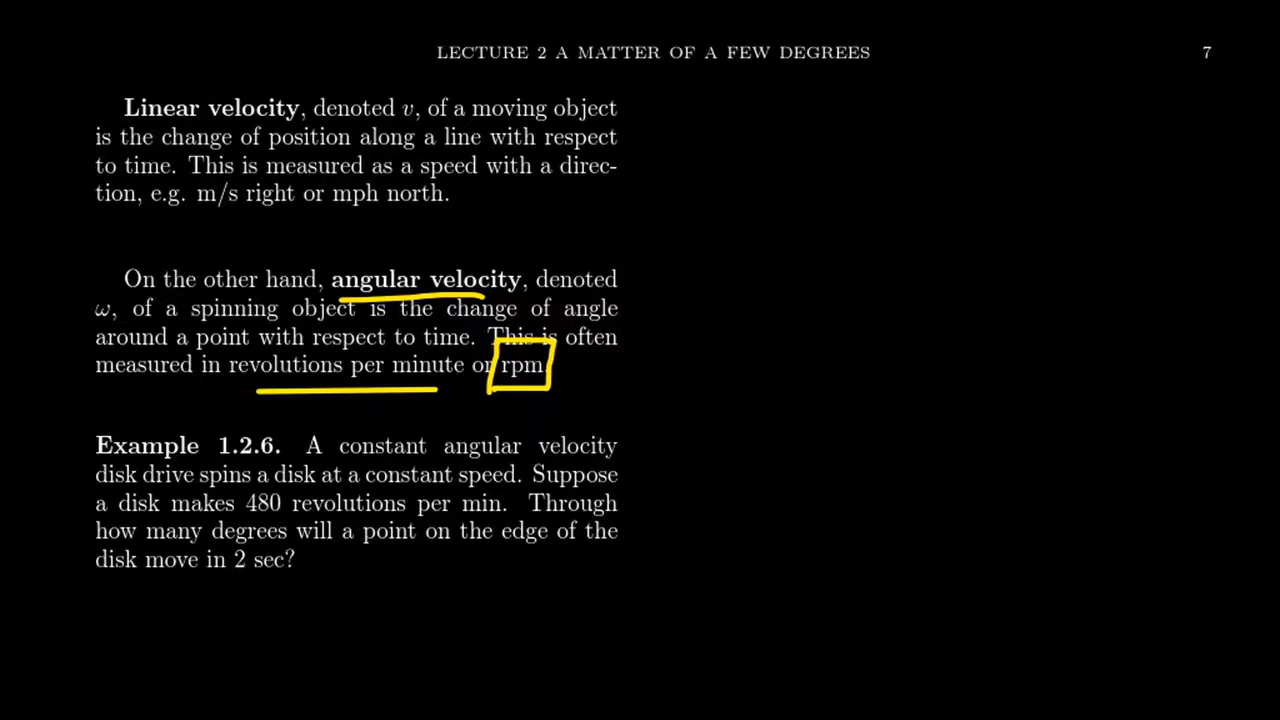 LECTURE 2 A MATTER OF A FEW DEGREES 7
Linear velocity, denoted v, of a moving object
is the change of position along a line with respect
to time. This is measured as a speed with a direc-
tion, e.g. m/s right or mph north.
On the other hand, angular velocity, denoted
ω, of a spinning object is the change of angle
around a point with respect to time. This is often
measured in revolutions per minute or rpm.
Example 1.2.6. A constant angular velocity
disk drive spins a disk at a constant speed. Suppose
a disk makes 480 revolutions per min. Through
how many degrees will a point on the edge of the
disk move in 2 sec?